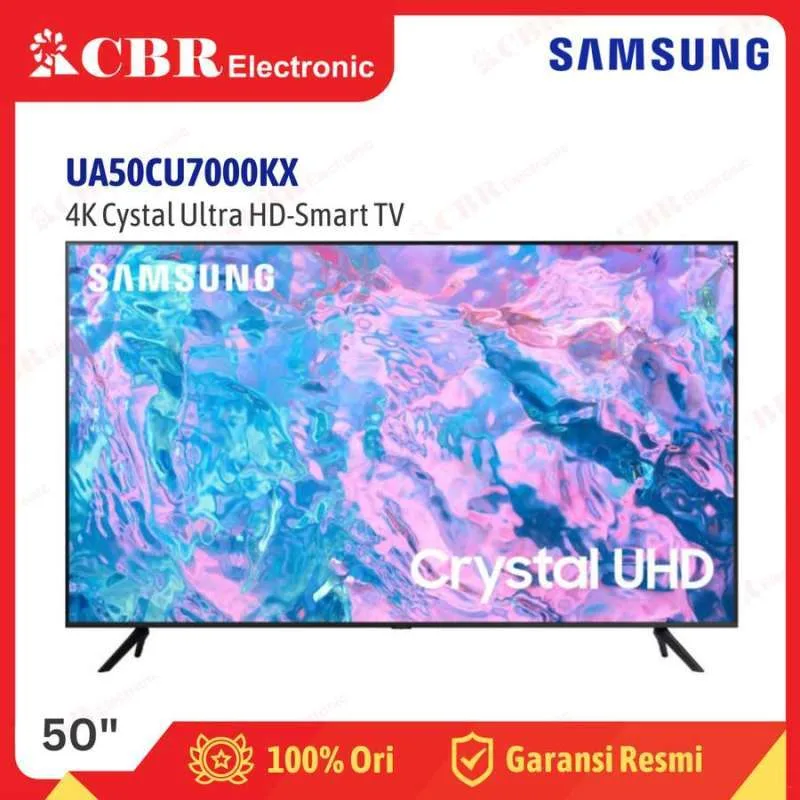 CBR Electronic
SAMSUNG
UA50CU7000KX
4K Cystal Ultra HD-Smart TV
SAMSUNG
Crystal UHD
50"
100% Ori
Garansi Resmi